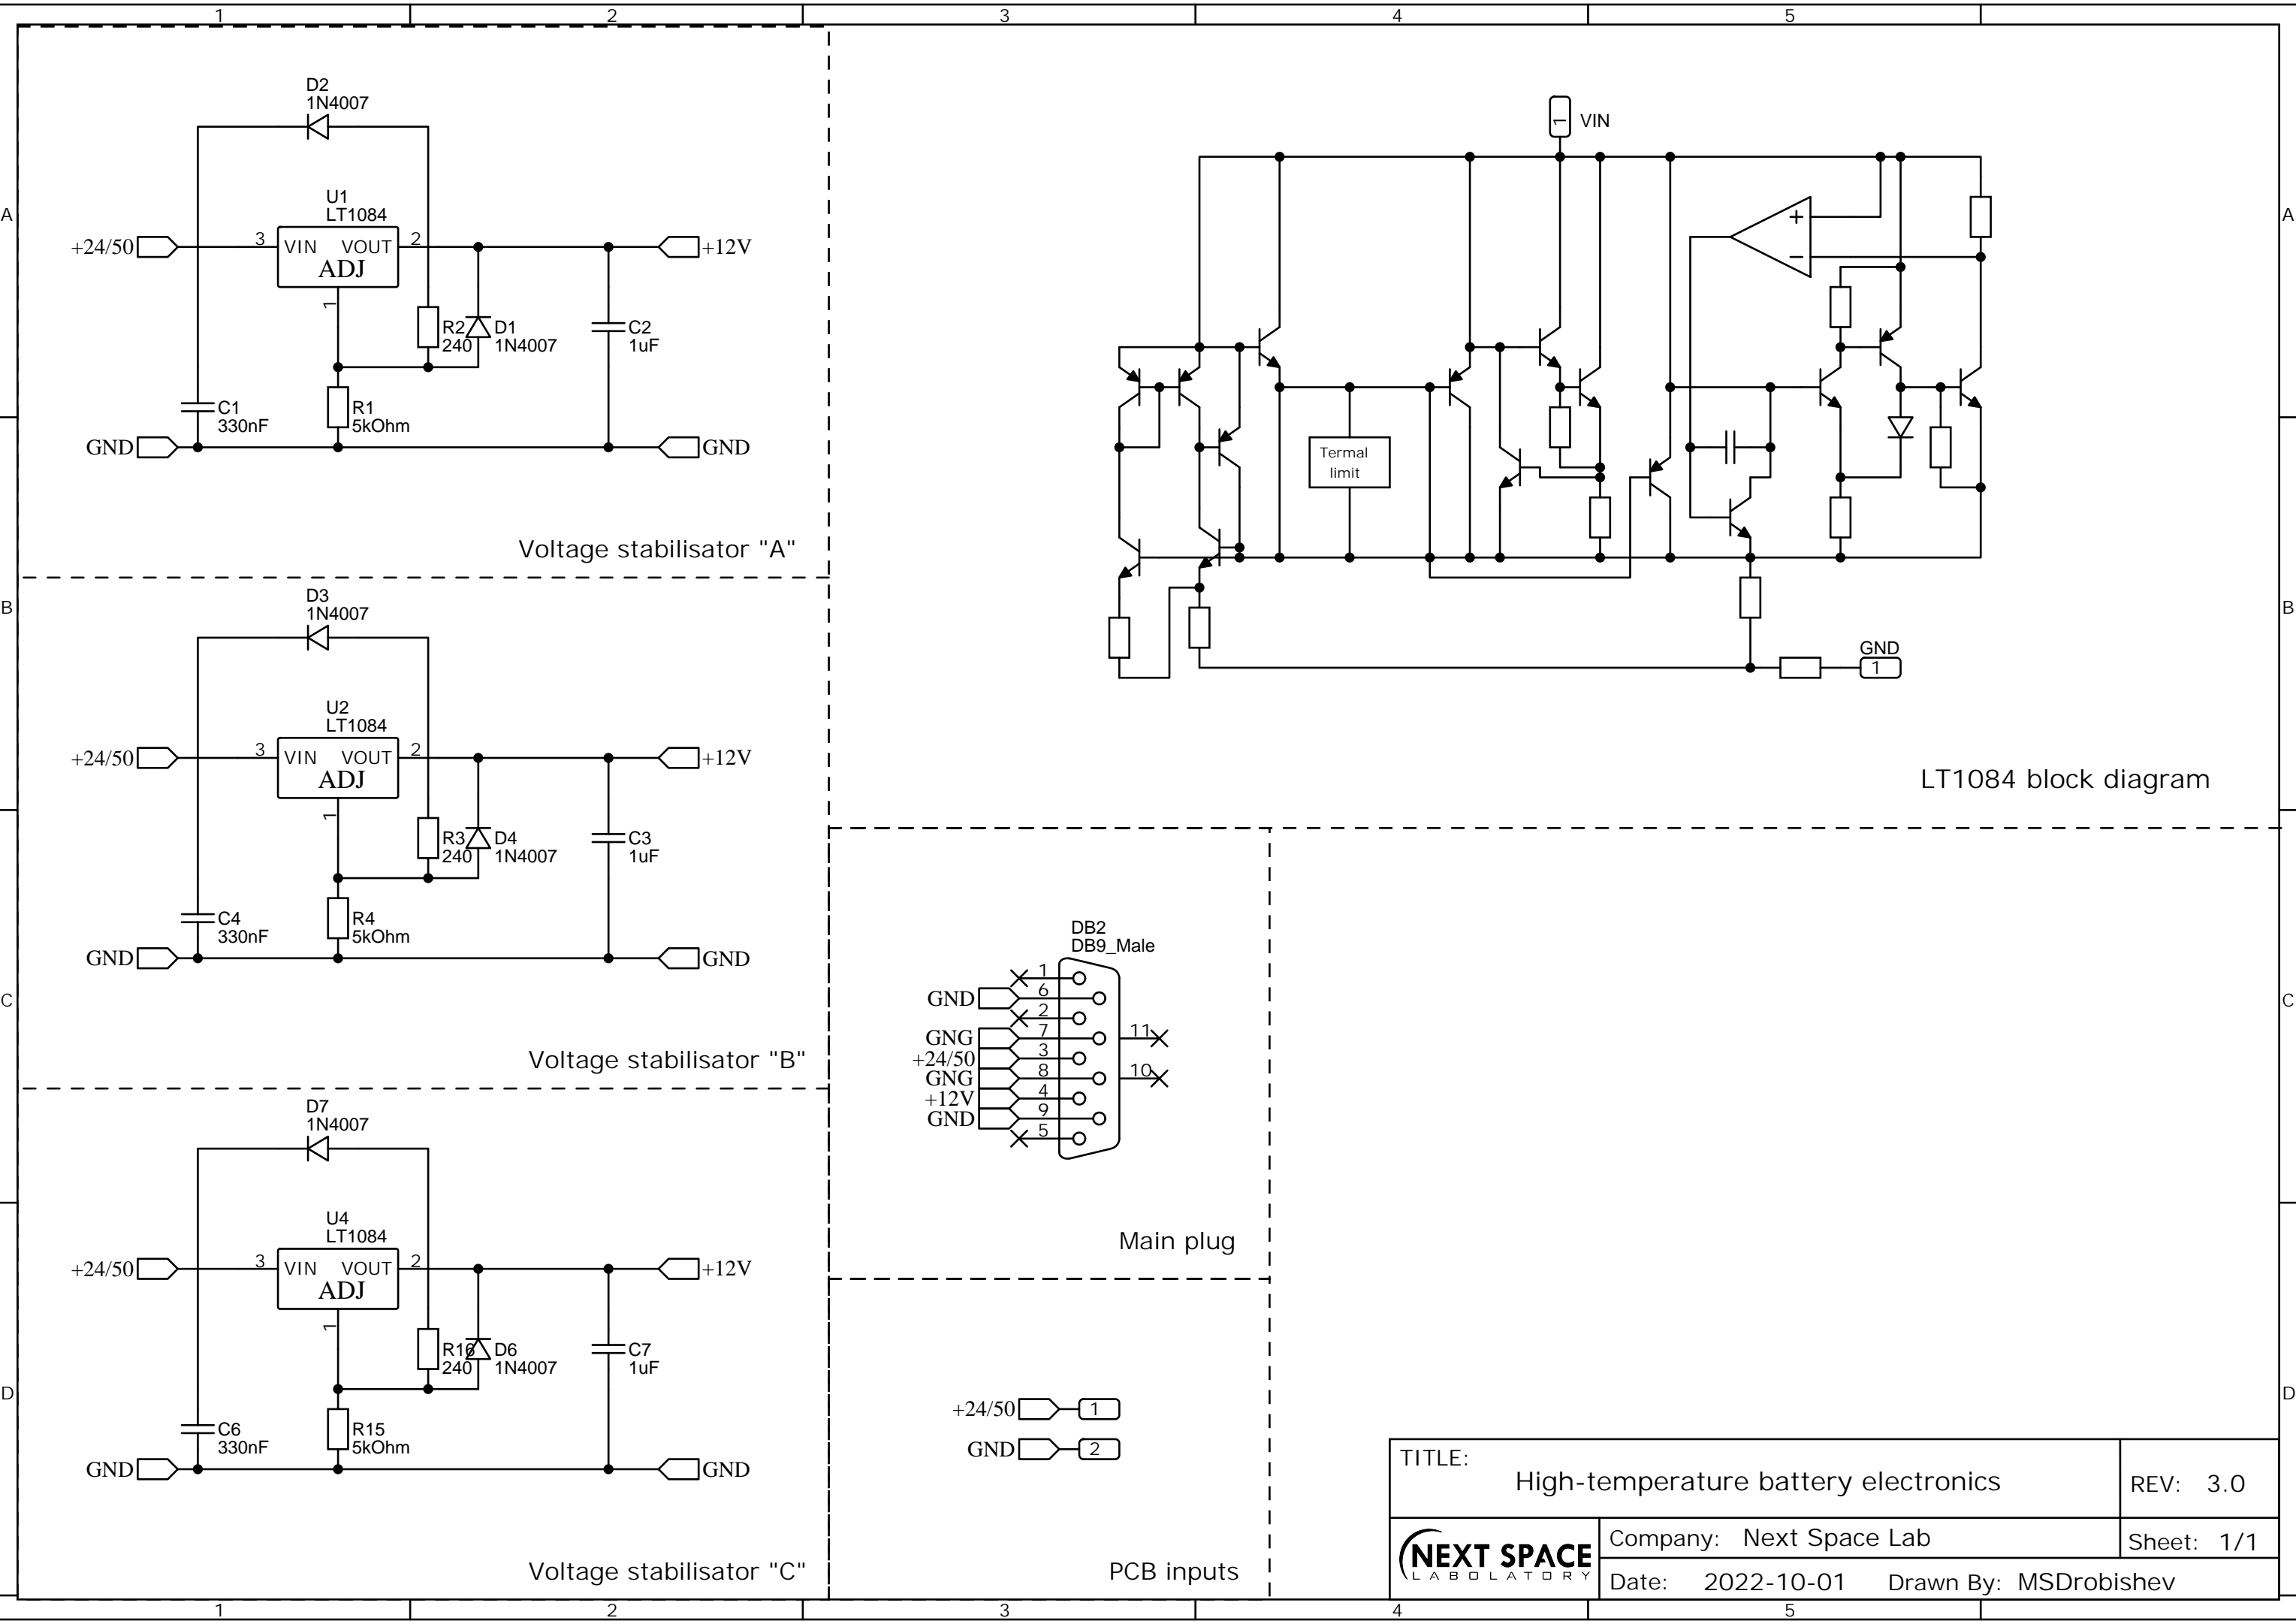 1 2 3 4 5
A
A
B
B
C
C
D
D
D2
1N4007
U1
LT1084
+24/50
3
VIN VOUT
ADJ
2
1
+12V
R2
240
D1
1N4007
C2
1uF
C1
330nF
R1
5kOhm
GND
GND
Voltage stabilisator "A"
D3
1N4007
U2
LT1084
+24/50
3
VIN VOUT
ADJ
2
1
+12V
R3
240
D4
1N4007
C3
1uF
C4
330nF
R4
5kOhm
GND
GND
Voltage stabilisator "B"
D7
1N4007
U4
LT1084
+24/50
3
VIN VOUT
ADJ
2
1
+12V
R16
240
D6
1N4007
C7
1uF
C6
330nF
R15
5kOhm
GND
GND
Voltage stabilisator "C"
1
VIN
+
−
Termal
limit
GND
1
LT1084 block diagram
DB2
DB9_Male
1
GND 6
2
GNG 7
+24/50 3
GNG 8
+12V 4
GND 9
5
11
10
Main plug
+24/50 1
GND 2
PCB inputs
TITLE:
High-temperature battery electronics
REV: 3.0
NEXT SPACE
LABOLATORY
Company: Next Space Lab
Sheet: 1/1
Date: 2022-10-01 Drawn By: MSDrobishev
1 2 3 4 5